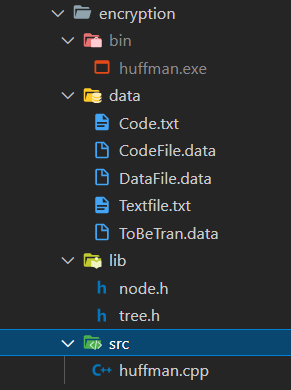 encryption
bin
huffman.exe
data
Code.txt
CodeFile.data
DataFile.data
Textfile.txt
ToBeTran.data
lib
h node.h
h tree.h
src
C++ huffman.cpp